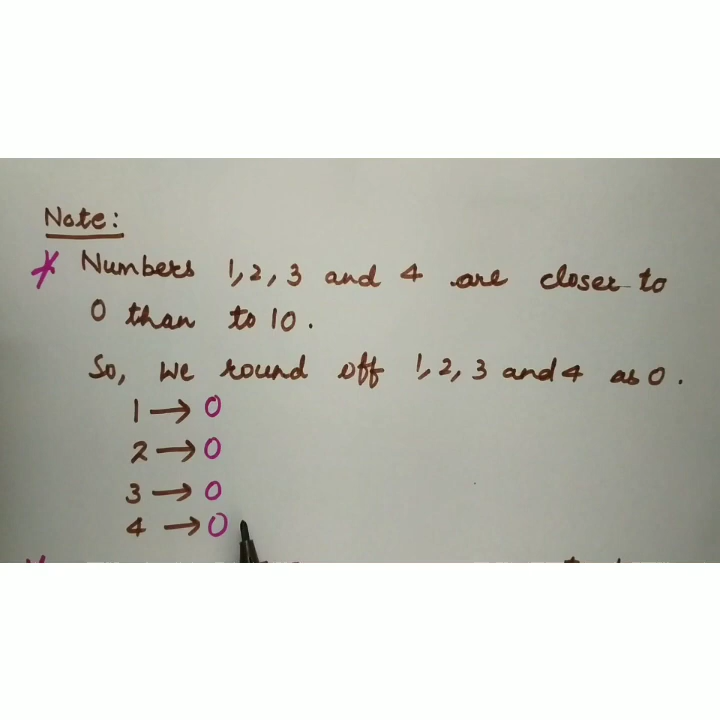 Note:
* Numbers 1, 2, 3 and 4 are closer to
0 than to 10.
So, we round off 1, 2, 3 and 4 as 0.
1 → 0
2 → 0
3 → 0
4 → 0